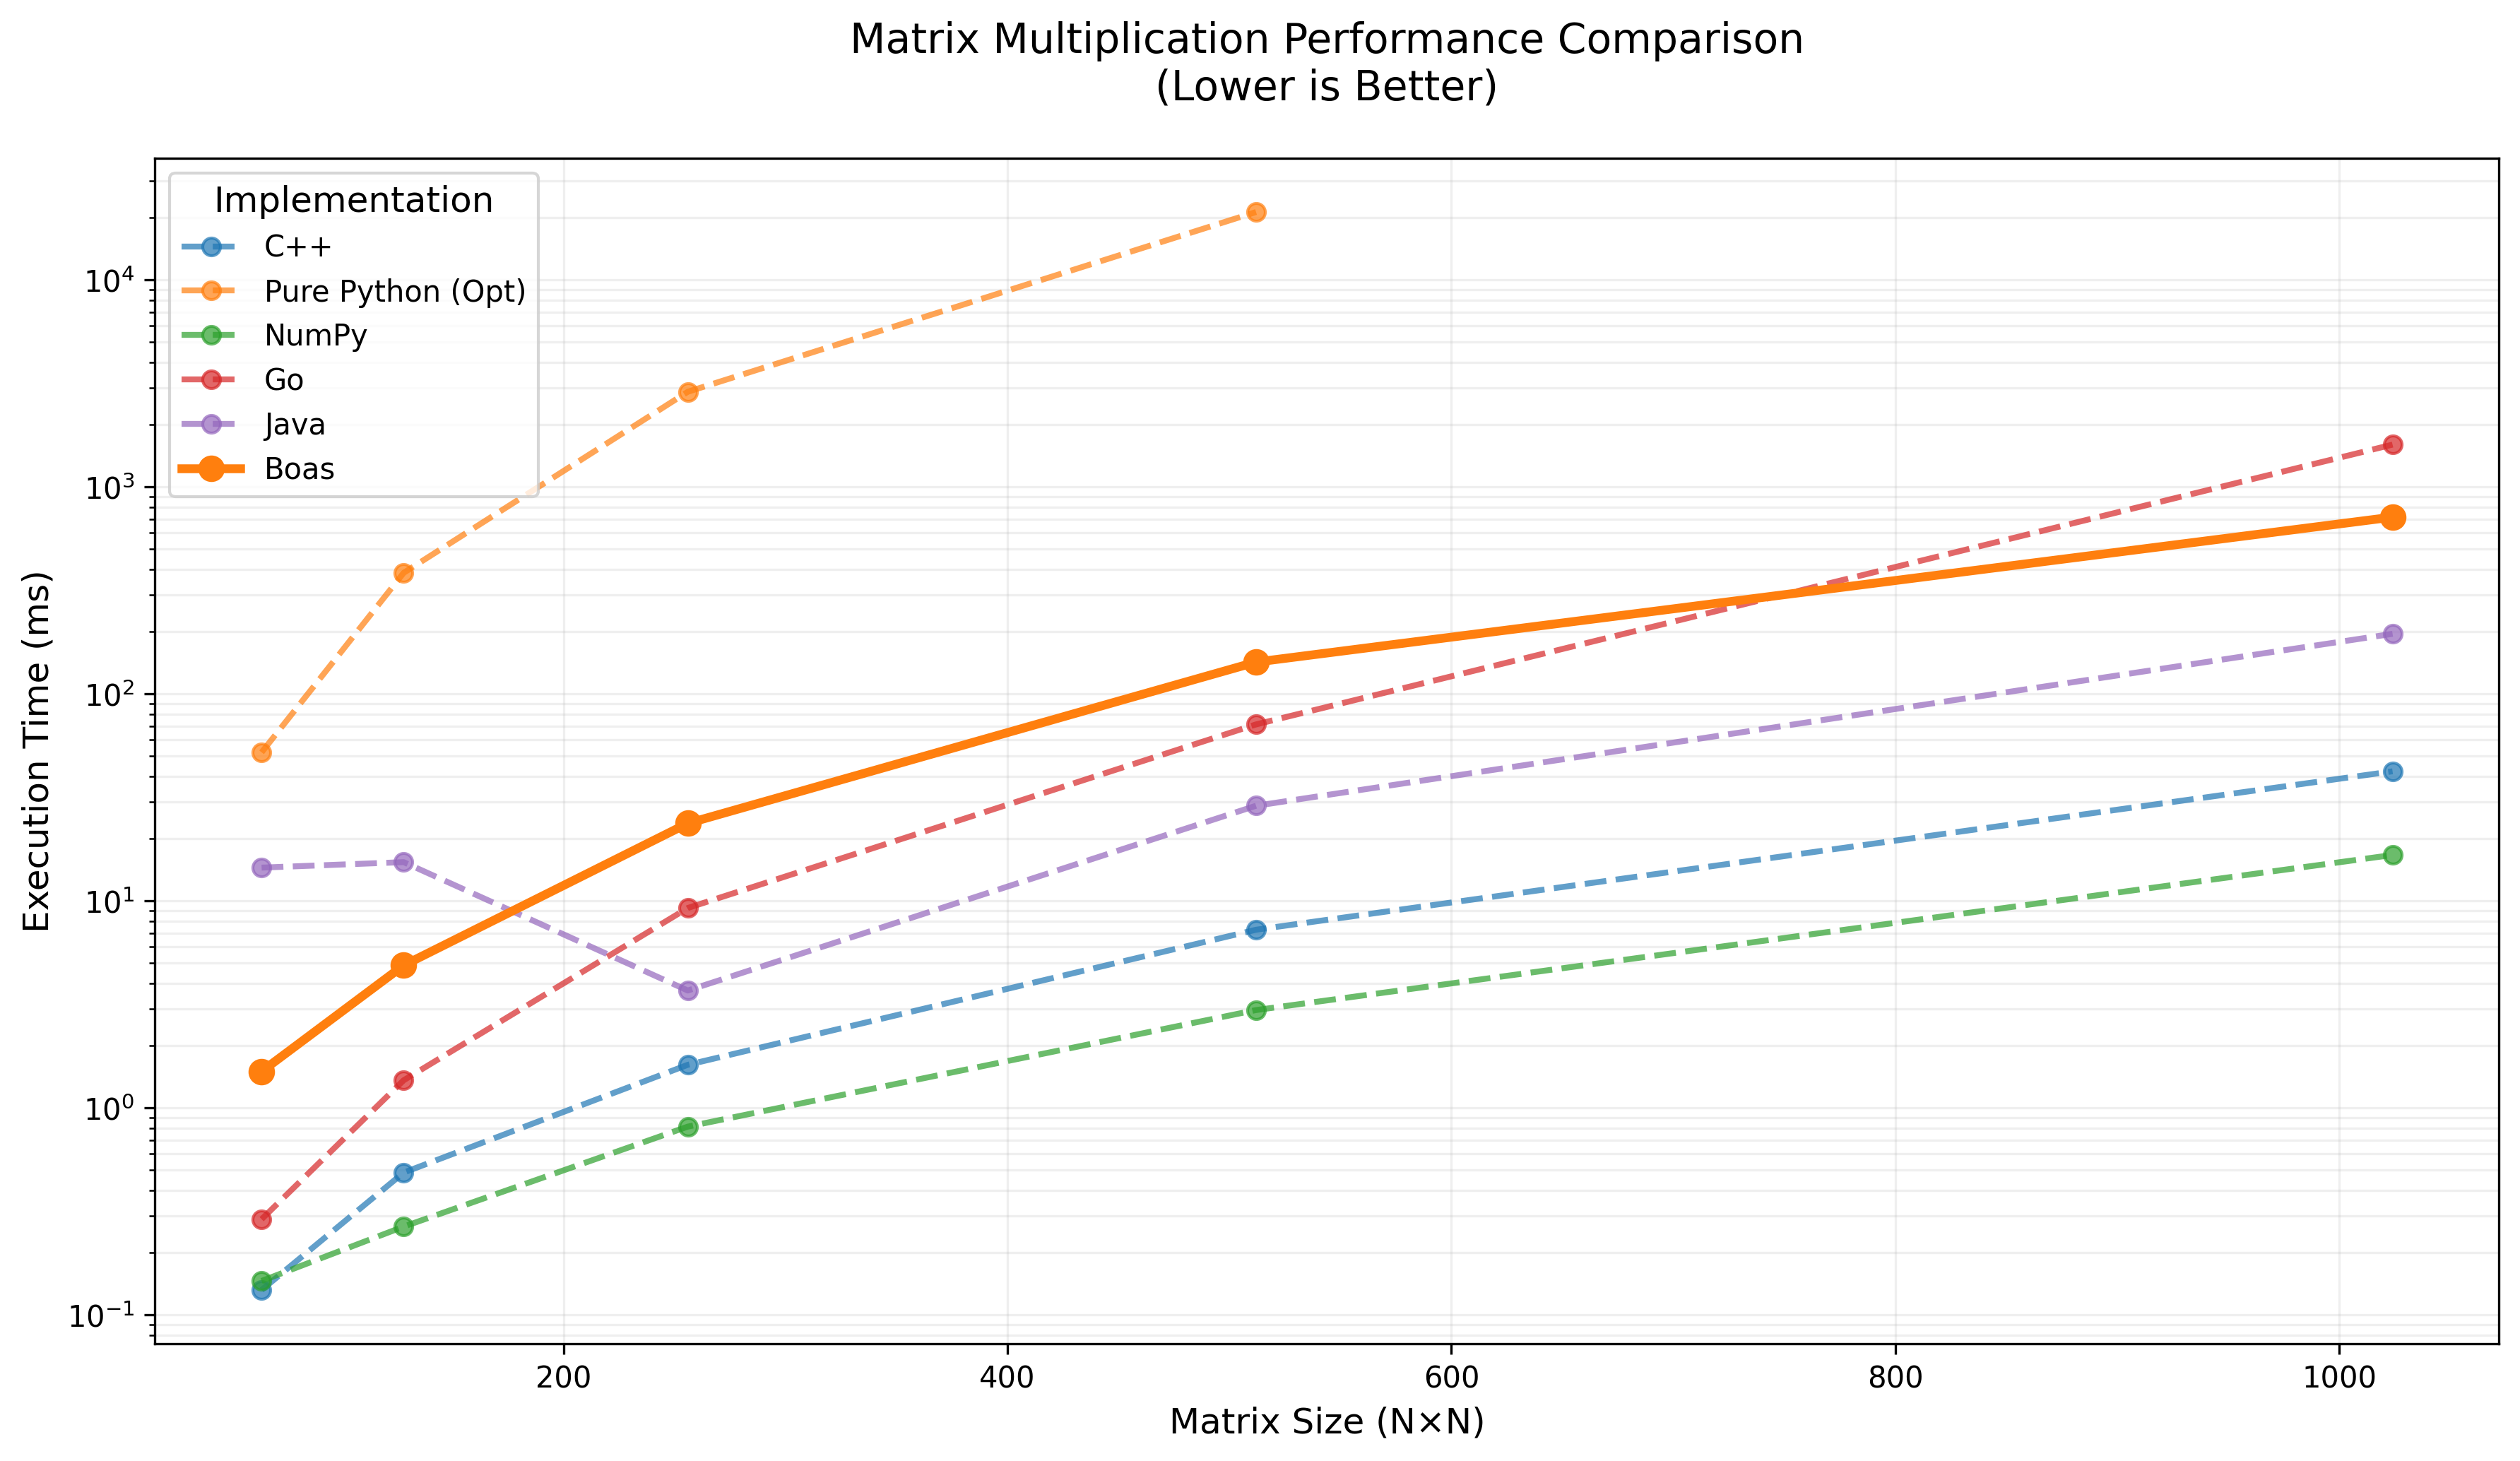 Matrix Multiplication Performance Comparison
(Lower is Better)
Implementation
C++
Pure Python (Opt)
NumPy
Go
Java
Boas
Execution Time (ms)
10⁴
10³
10²
10¹
10⁰
10⁻¹
200 400 600 800 1000
Matrix Size (N×N)